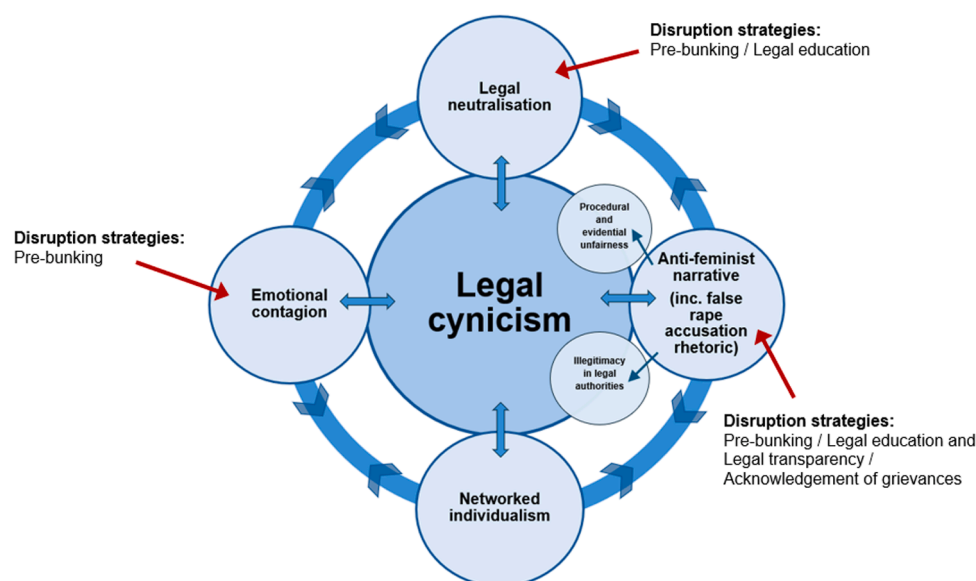 Disruption strategies:
Pre-bunking / Legal education
Legal
neutralisation
Procedural
and
evidential
unfairness
Disruption strategies:
Pre-bunking
Anti-feminist
narrative
(inc. false
rape
accusation
rhetoric)
Emotional
contagion
Legal
cynicism
Illegitimacy
in legal
authorities
Disruption strategies:
Pre-bunking / Legal education and
Legal transparency /
Acknowledgement of grievances
Networked
individualism